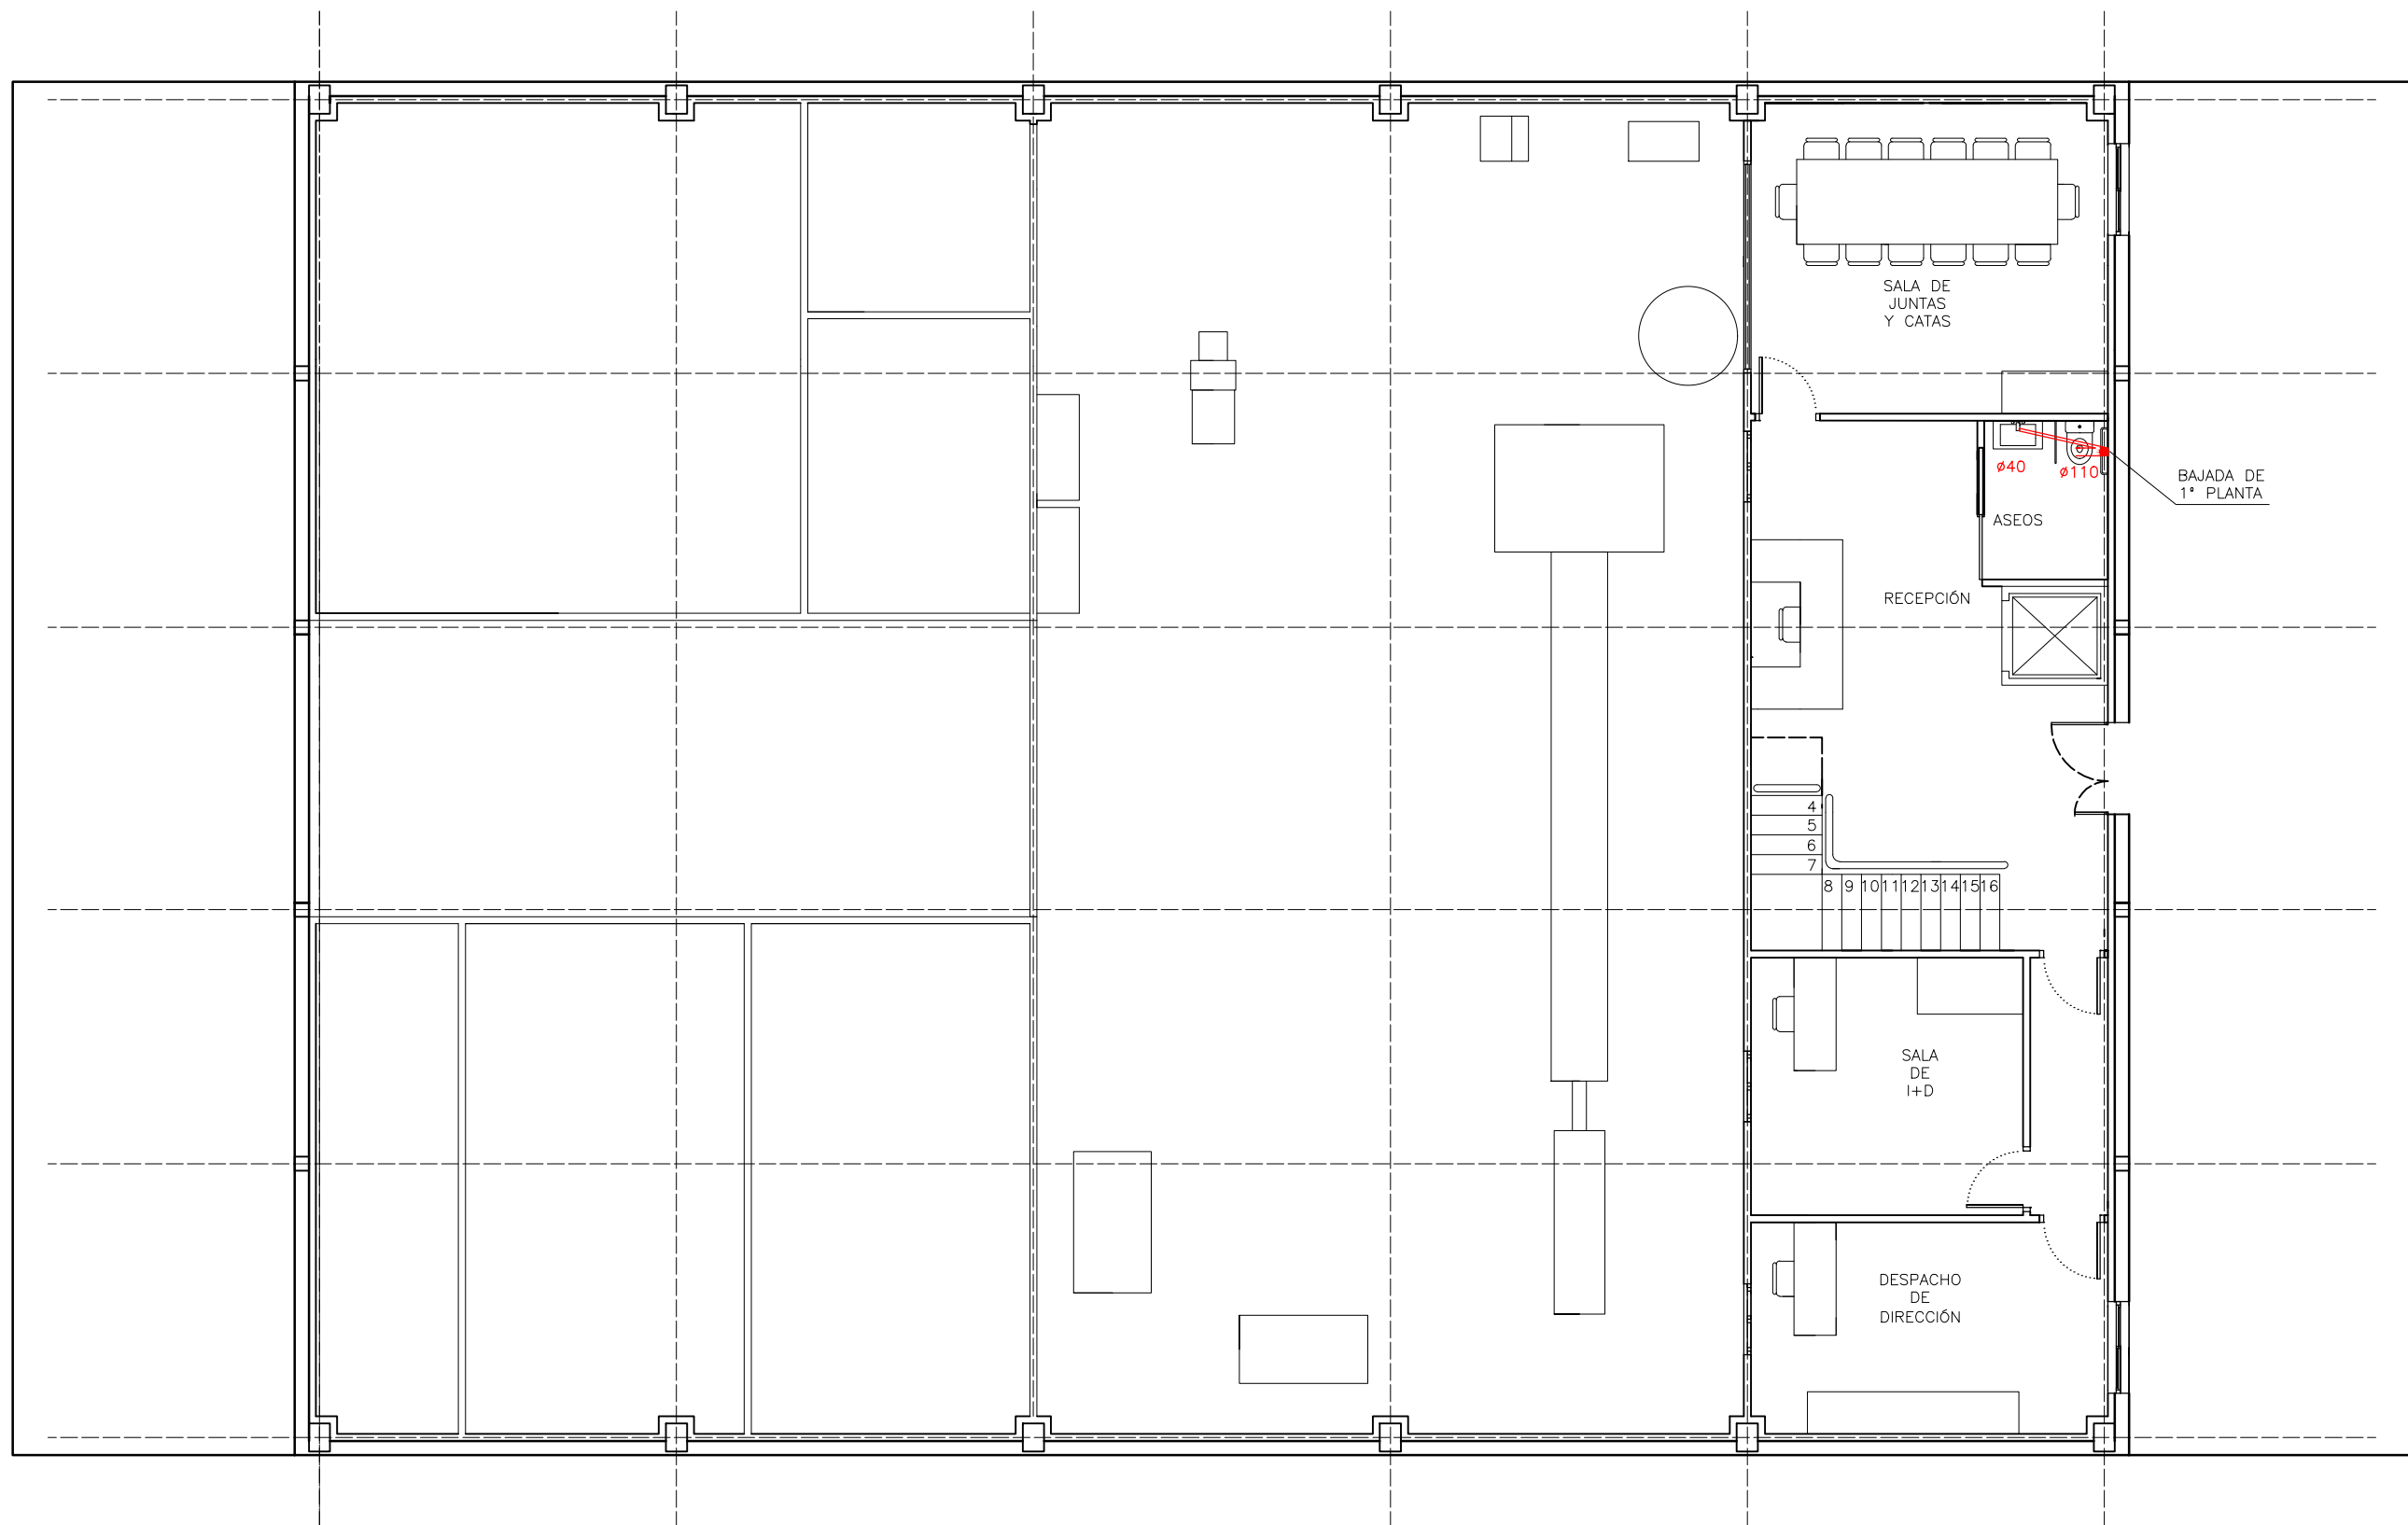 SALA DE
JUNTAS
Y CATAS
ø40
ø110
BAJADA DE
1ª PLANTA
ASEOS
RECEPCIÓN
4
5
6
7
8 9 10 11 12 13 14 15 16
SALA
DE
I+D
DESPACHO
DE
DIRECCIÓN